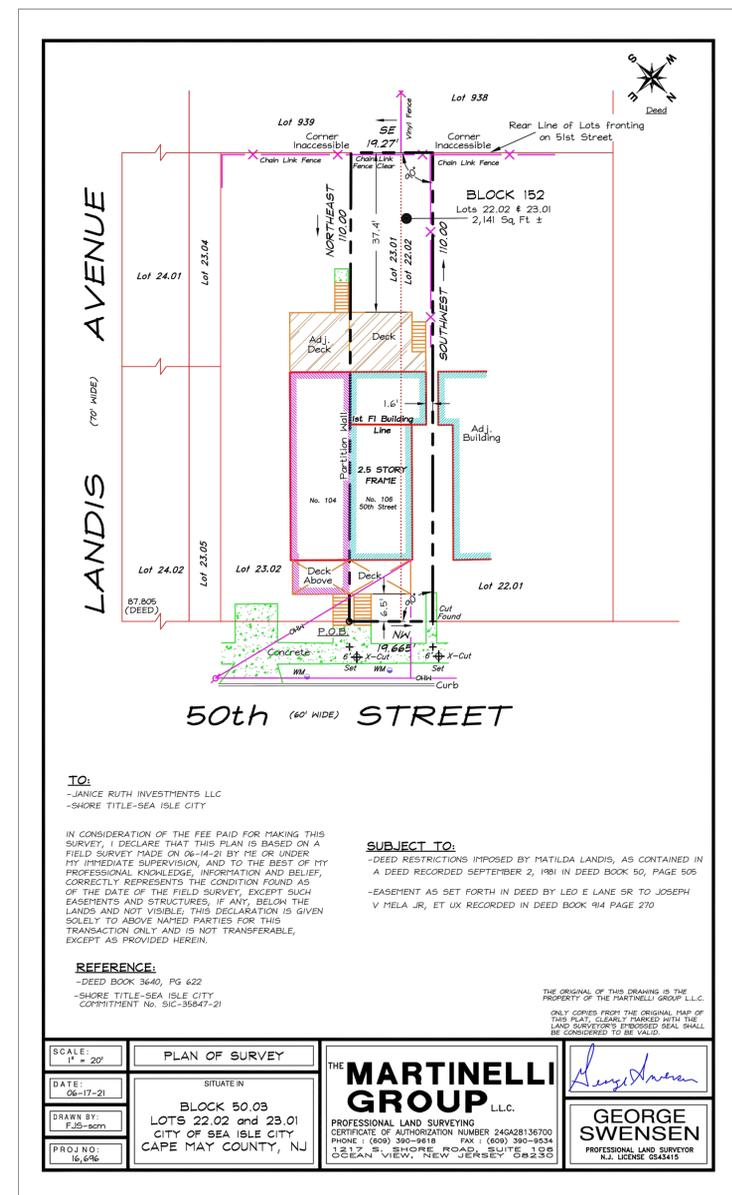 Lot 938
Lot 939
Deed
SE
19.27'
Vinyl Fence
Corner
Inaccessible
Corner
Inaccessible
Rear Line of Lots fronting
on 51st Street
Chain Link Fence
Chain Link
Fence Clear
Chain Link Fence
90°
BLOCK 152
Lots 22.02 & 23.01
2,141 Sq. Ft ±
NORTHEAST
110.00
37.4'
Lot 23.01
Lot 22.02
SOUTHWEST
110.00
Lot 24.01
Lot 23.04
LANDIS (70' WIDE) AVENUE
Adj.
Deck
Deck
1.6'
1st Fl Building
Line
Adj.
Building
Partition Wall
2.5 STORY
FRAME
No. 104
No. 106
50th Street
Lot 24.02
Lot 23.05
Lot 23.02
Deck
Above
Deck
Lot 22.01
87.805
(DEED)
6.5'
90°
Cut
Found
OHW
P.O.B.
NW
19.665'
Concrete
6' X-Cut
Set
6' X-Cut
Set
WM
WM
OHW
Curb
50th (60' WIDE) STREET
TO:
-JANICE RUTH INVESTMENTS LLC
-SHORE TITLE-SEA ISLE CITY
IN CONSIDERATION OF THE FEE PAID FOR MAKING THIS
SURVEY, I DECLARE THAT THIS PLAN IS BASED ON A
FIELD SURVEY MADE ON 06-14-21 BY ME OR UNDER
MY IMMEDIATE SUPERVISION, AND TO THE BEST OF MY
PROFESSIONAL KNOWLEDGE, INFORMATION AND BELIEF,
CORRECTLY REPRESENTS THE CONDITION FOUND AS
OF THE DATE OF THE FIELD SURVEY, EXCEPT SUCH
EASEMENTS AND STRUCTURES, IF ANY, BELOW THE
LANDS AND NOT VISIBLE; THIS DECLARATION IS GIVEN
SOLELY TO ABOVE NAMED PARTIES FOR THIS
TRANSACTION ONLY AND IS NOT TRANSFERABLE,
EXCEPT AS PROVIDED HEREIN.
SUBJECT TO:
-DEED RESTRICTIONS IMPOSED BY MATILDA LANDIS, AS CONTAINED IN
A DEED RECORDED SEPTEMBER 2, 1981 IN DEED BOOK 50, PAGE 505
-EASEMENT AS SET FORTH IN DEED BY LEO E LANE SR TO JOSEPH
V MELA JR, ET UX RECORDED IN DEED BOOK 914 PAGE 270
REFERENCE:
-DEED BOOK 3640, PG 622
-SHORE TITLE-SEA ISLE CITY
COMMITMENT No. SIC-35847-21
THE ORIGINAL OF THIS DRAWING IS THE
PROPERTY OF THE MARTINELLI GROUP L.L.C.
ONLY COPIES FROM THE ORIGINAL MAP OF
THIS PLAT, CLEARLY MARKED WITH THE
LAND SURVEYOR'S EMBOSSED SEAL SHALL
BE CONSIDERED TO BE VALID.
SCALE:
1" = 20'
DATE:
06-17-21
DRAWN BY:
FJS-scm
PROJ NO:
16,696
PLAN OF SURVEY
SITUATE IN
BLOCK 50.03
LOTS 22.02 and 23.01
CITY OF SEA ISLE CITY
CAPE MAY COUNTY, NJ
THE MARTINELLI
GROUP L.L.C.
PROFESSIONAL LAND SURVEYING
CERTIFICATE OF AUTHORIZATION NUMBER 24GA28136700
PHONE : (609) 390-9618 FAX : (609) 390-9534
1217 S. SHORE ROAD, SUITE 106
OCEAN VIEW, NEW JERSEY 08230
George Swensen
GEORGE
SWENSEN
PROFESSIONAL LAND SURVEYOR
N.J. LICENSE GS43415